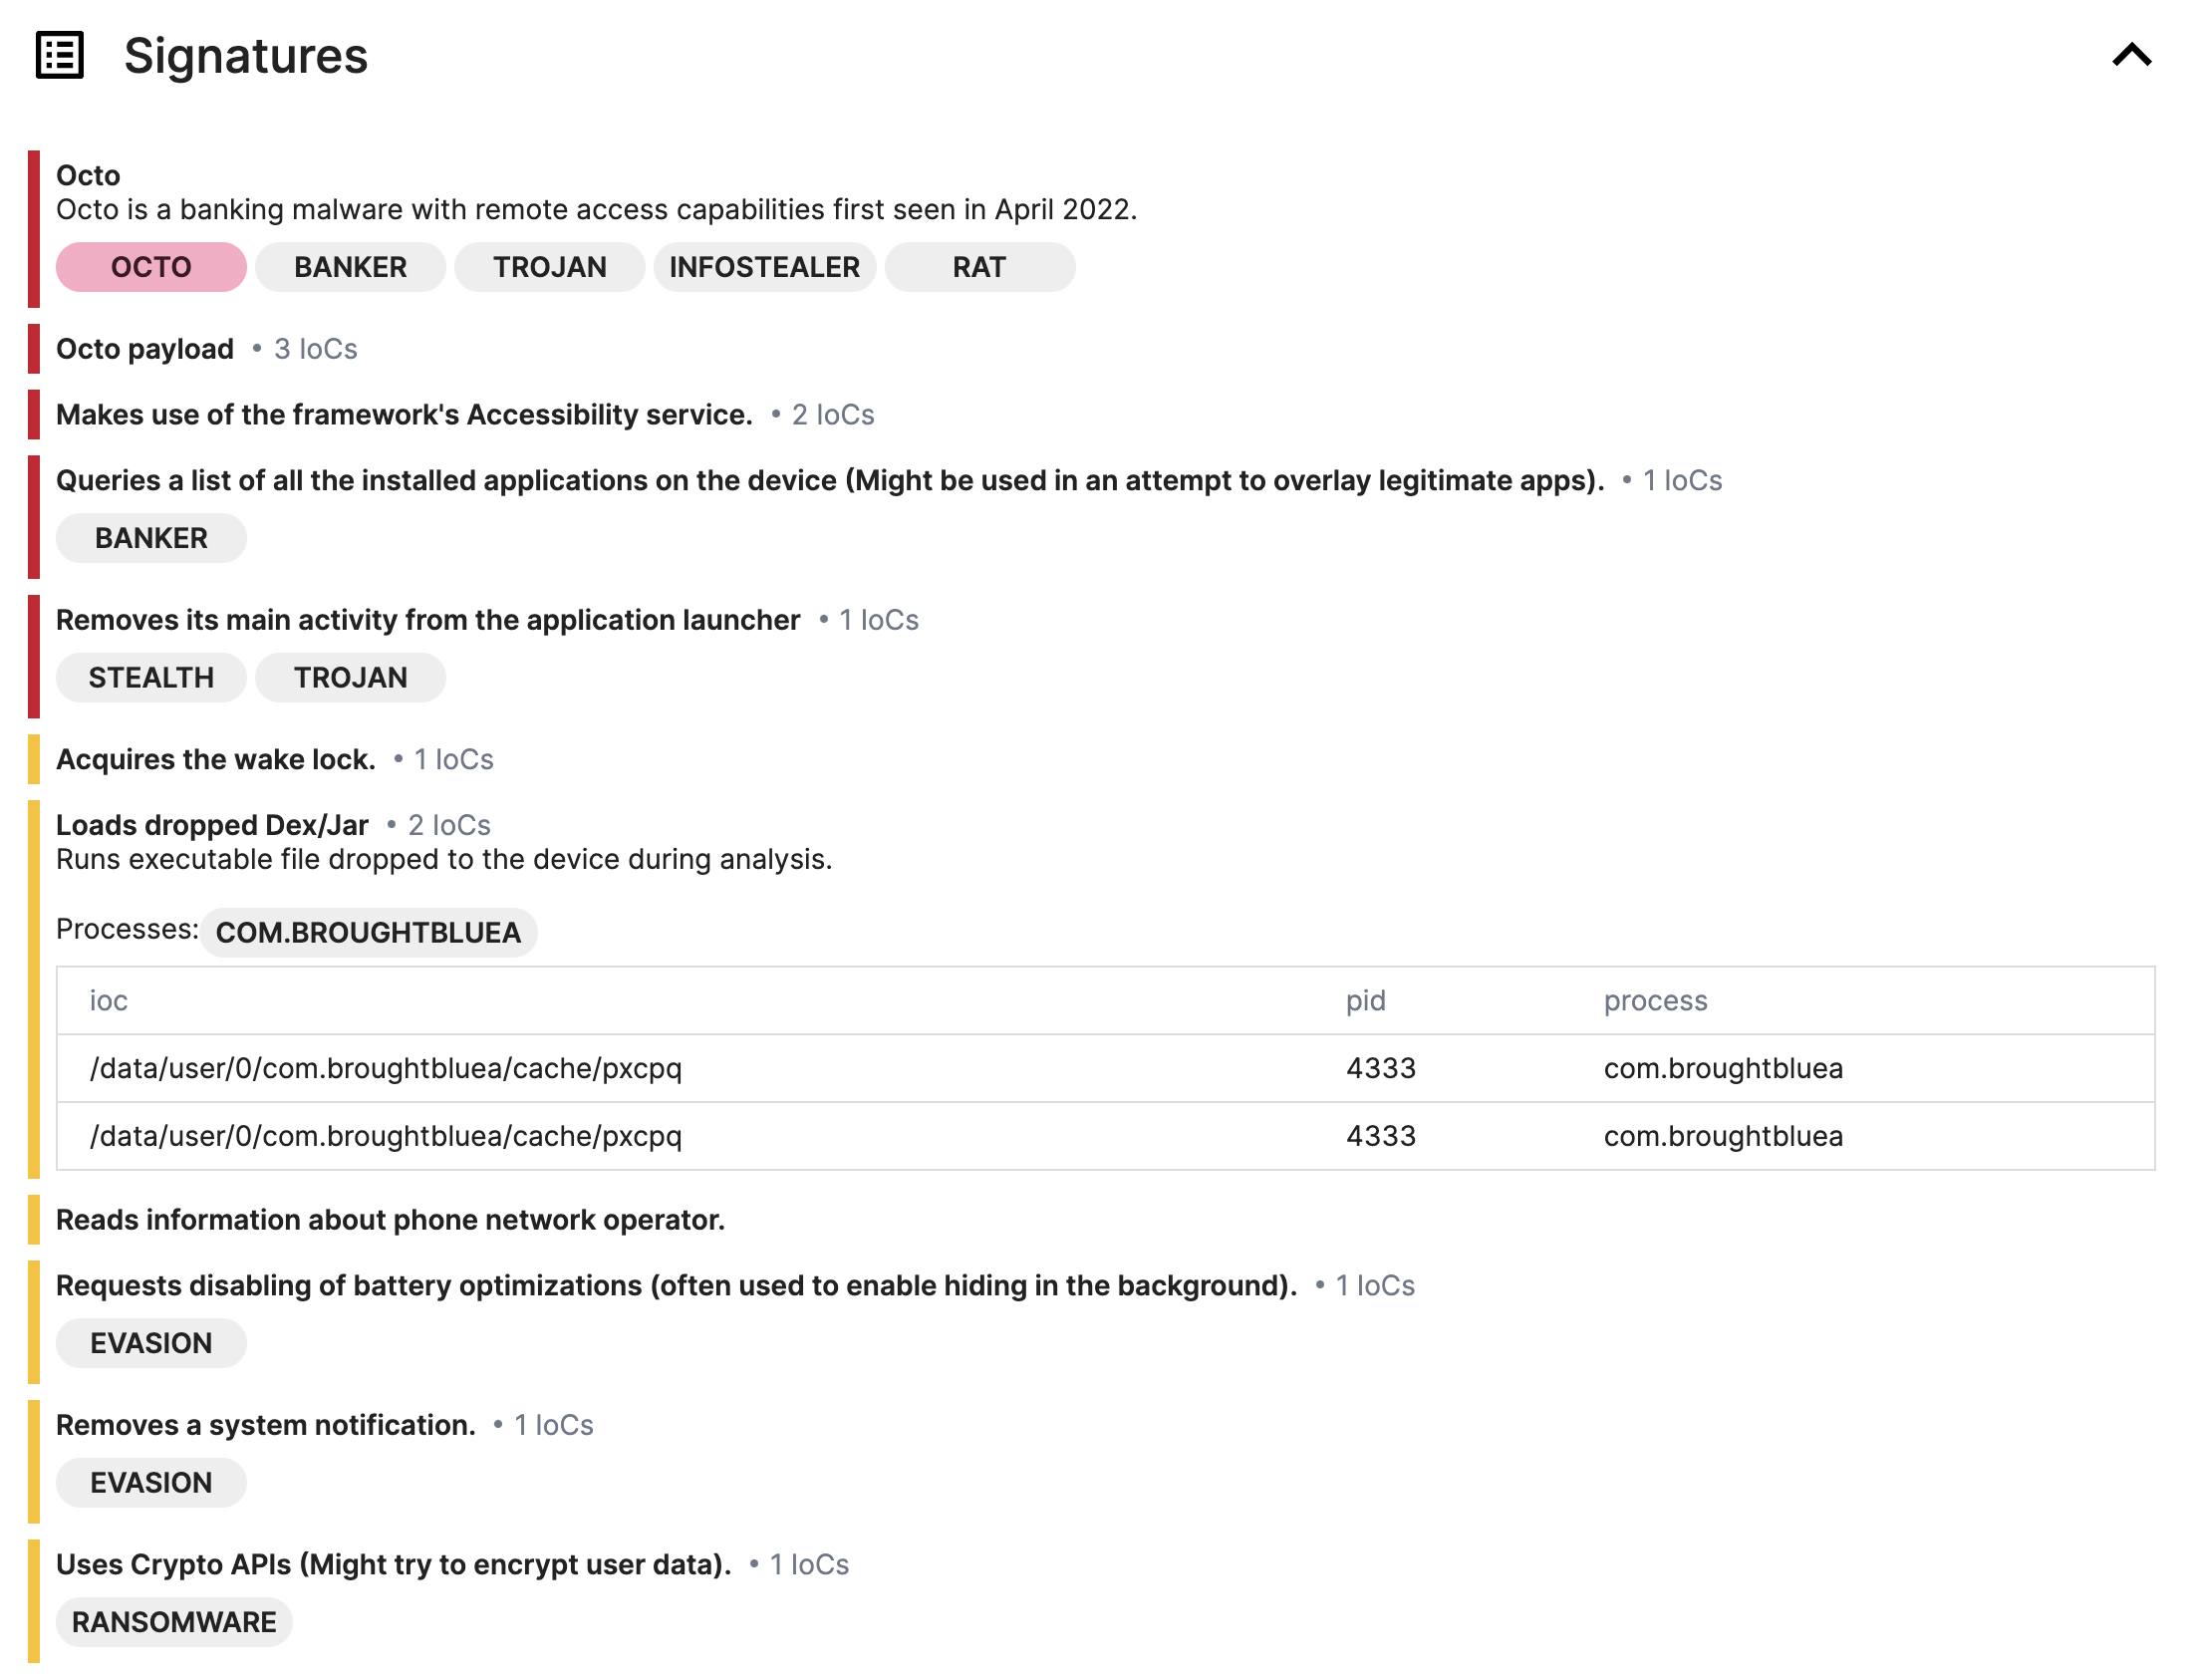 Signatures
Octo
Octo is a banking malware with remote access capabilities first seen in April 2022.
OCTO BANKER TROJAN INFOSTEALER RAT
Octo payload • 3 IoCs
Makes use of the framework's Accessibility service. • 2 IoCs
Queries a list of all the installed applications on the device (Might be used in an attempt to overlay legitimate apps). • 1 IoCs
BANKER
Removes its main activity from the application launcher • 1 IoCs
STEALTH TROJAN
Acquires the wake lock. • 1 IoCs
Loads dropped Dex/Jar • 2 IoCs
Runs executable file dropped to the device during analysis.
Processes: COM.BROUGHTBLUEA
ioc pid process
/data/user/0/com.broughtbluea/cache/pxcpq 4333 com.broughtbluea
/data/user/0/com.broughtbluea/cache/pxcpq 4333 com.broughtbluea
Reads information about phone network operator.
Requests disabling of battery optimizations (often used to enable hiding in the background). • 1 IoCs
EVASION
Removes a system notification. • 1 IoCs
EVASION
Uses Crypto APIs (Might try to encrypt user data). • 1 IoCs
RANSOMWARE